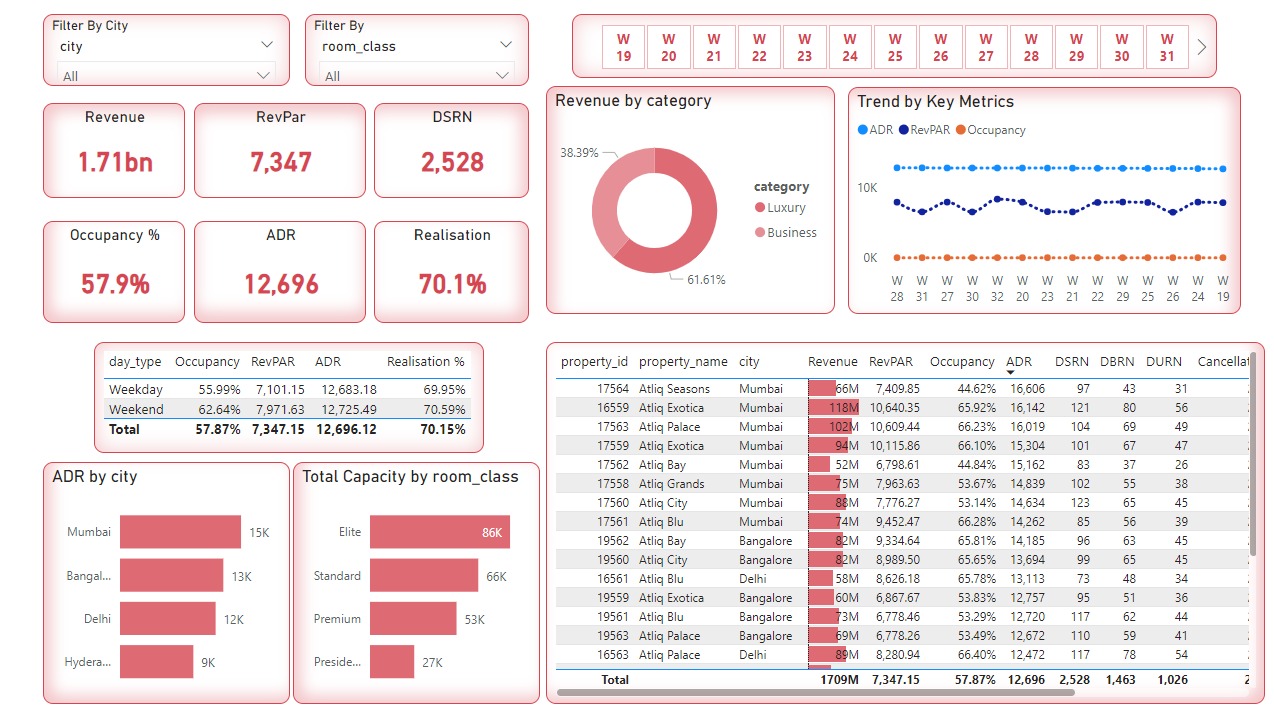 Filter By City
city
All
Filter By
room_class
All
W 19 W 20 W 21 W 22 W 23 W 24 W 25 W 26 W 27 W 28 W 29 W 30 W 31
Revenue
1.71bn
RevPar
7,347
DSRN
2,528
Occupancy %
57.9%
ADR
12,696
Realisation
70.1%
Revenue by category
38.39%
61.61%
category
Luxury
Business
Trend by Key Metrics
ADR RevPAR Occupancy
10K
0K
W 28 W 31 W 27 W 30 W 32 W 20 W 23 W 21 W 22 W 29 W 26 W 24 W 19
day_type Occupancy RevPAR ADR Realisation %
Weekday 55.99% 7,101.15 12,683.18 69.95%
Weekend 62.64% 7,971.63 12,725.49 70.59%
Total 57.87% 7,347.15 12,696.12 70.15%
ADR by city
Mumbai 15K
Bangal... 13K
Delhi 12K
Hydera... 9K
Total Capacity by room_class
Elite 86K
Standard 66K
Premium 53K
Preside... 27K
property_id property_name city Revenue RevPAR Occupancy ADR DSRN DBRN DURN Cancellat
17564 Atliq Seasons Mumbai 66M 7,409.85 44.62% 16,606 97 43 31
16559 Atliq Exotica Mumbai 118M 10,640.35 65.92% 16,142 121 80 56
17563 Atliq Palace Mumbai 102M 10,609.44 66.23% 16,019 104 69 49
17559 Atliq Exotica Mumbai 94M 10,115.86 66.10% 15,304 101 67 47
17562 Atliq Bay Mumbai 52M 6,798.61 44.84% 15,162 83 37 26
17558 Atliq Grands Mumbai 75M 7,963.63 53.67% 14,839 102 55 38
17560 Atliq City Mumbai 88M 7,776.27 53.14% 14,634 123 65 45
17561 Atliq Blu Mumbai 74M 9,452.47 66.28% 14,262 85 56 39
19562 Atliq Bay Bangalore 82M 9,334.64 65.81% 14,185 96 63 45
19560 Atliq City Bangalore 82M 8,989.50 65.65% 13,694 99 65 45
16561 Atliq Blu Delhi 58M 8,626.18 65.78% 13,113 73 48 34
19559 Atliq Exotica Bangalore 60M 6,867.67 53.83% 12,757 95 51 36
19561 Atliq Blu Bangalore 73M 6,778.46 53.29% 12,720 117 62 44
19563 Atliq Palace Bangalore 69M 6,778.26 53.49% 12,672 110 59 41
16563 Atliq Palace Delhi 89M 8,280.94 66.40% 12,472 117 78 54
Total 1709M 7,347.15 57.87% 12,696 2,528 1,463 1,026